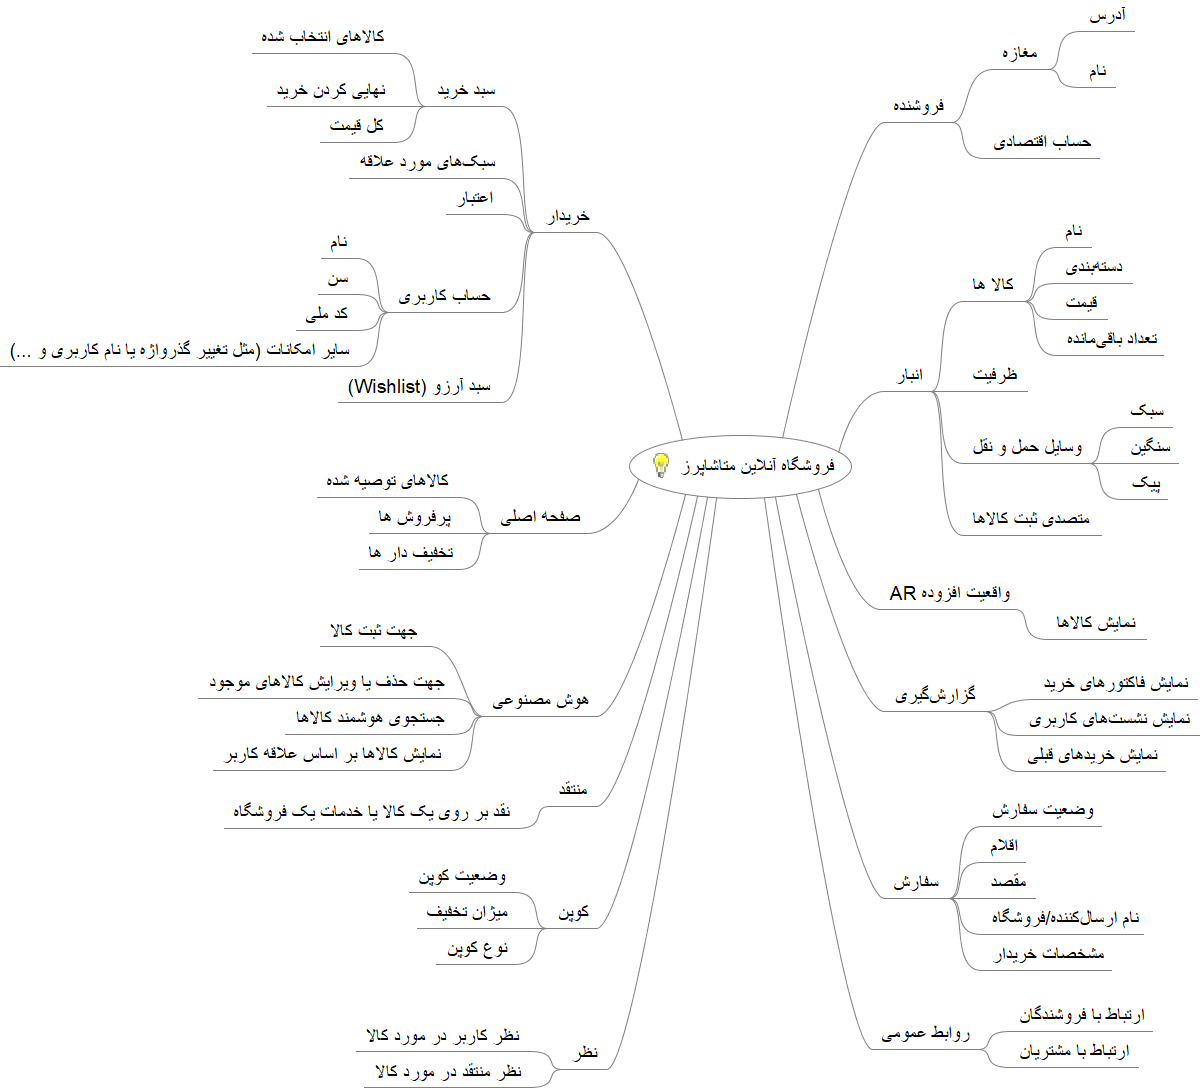 فروشگاه آنلاین متاشاپرز
فروشنده
مغازه
آدرس
نام
حساب اقتصادی
انبار
کالا ها
نام
دسته‌بندی
قیمت
تعداد باقی‌مانده
ظرفیت
وسایل حمل و نقل
سبک
سنگین
پیک
متصدی ثبت کالاها
واقعیت افزوده AR
نمایش کالاها
گزارش‌گیری
نمایش فاکتورهای خرید
نمایش نشست‌های کاربری
نمایش خریدهای قبلی
سفارش
وضعیت سفارش
اقلام
مقصد
نام ارسال‌کننده/فروشگاه
مشخصات خریدار
روابط عمومی
ارتباط با فروشندگان
ارتباط با مشتریان
خریدار
سبد خرید
کالاهای انتخاب شده
نهایی کردن خرید
کل قیمت
سبک‌های مورد علاقه
اعتبار
حساب کاربری
نام
سن
کد ملی
سایر امکانات (مثل تغییر گذرواژه یا نام کاربری و ...)
سبد آرزو (Wishlist)
صفحه اصلی
کالاهای توصیه شده
پرفروش ها
تخفیف دار ها
هوش مصنوعی
جهت ثبت کالا
جهت حذف یا ویرایش کالاهای موجود
جستجوی هوشمند کالاها
نمایش کالاها بر اساس علاقه کاربر
منتقد
نقد بر روی یک کالا یا خدمات یک فروشگاه
کوپن
وضعیت کوپن
میزان تخفیف
نوع کوپن
نظر
نظر کاربر در مورد کالا
نظر منتقد در مورد کالا